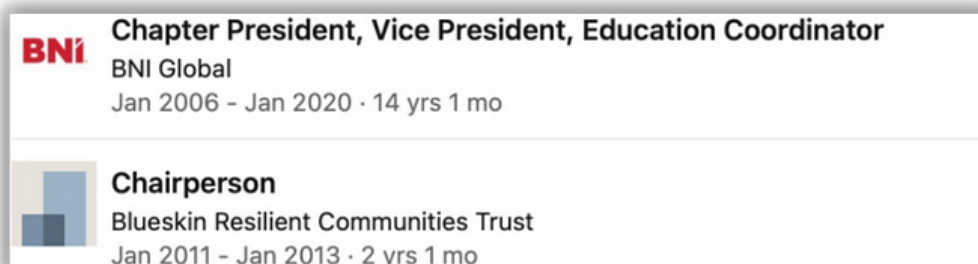 BNI
Chapter President, Vice President, Education Coordinator
BNI Global
Jan 2006 - Jan 2020 · 14 yrs 1 mo
Chairperson
Blueskin Resilient Communities Trust
Jan 2011 - Jan 2013 · 2 yrs 1 mo